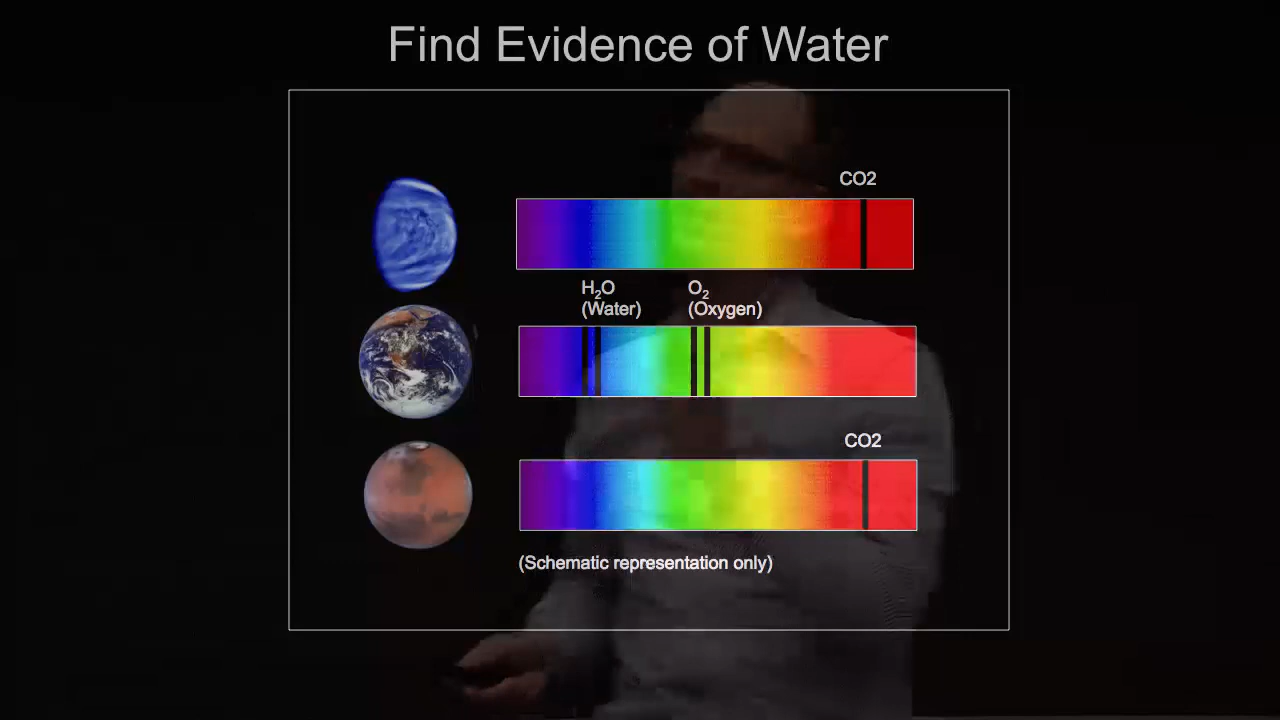 Find Evidence of Water
CO2
H₂O
(Water)
O₂
(Oxygen)
CO2
(Schematic representation only)